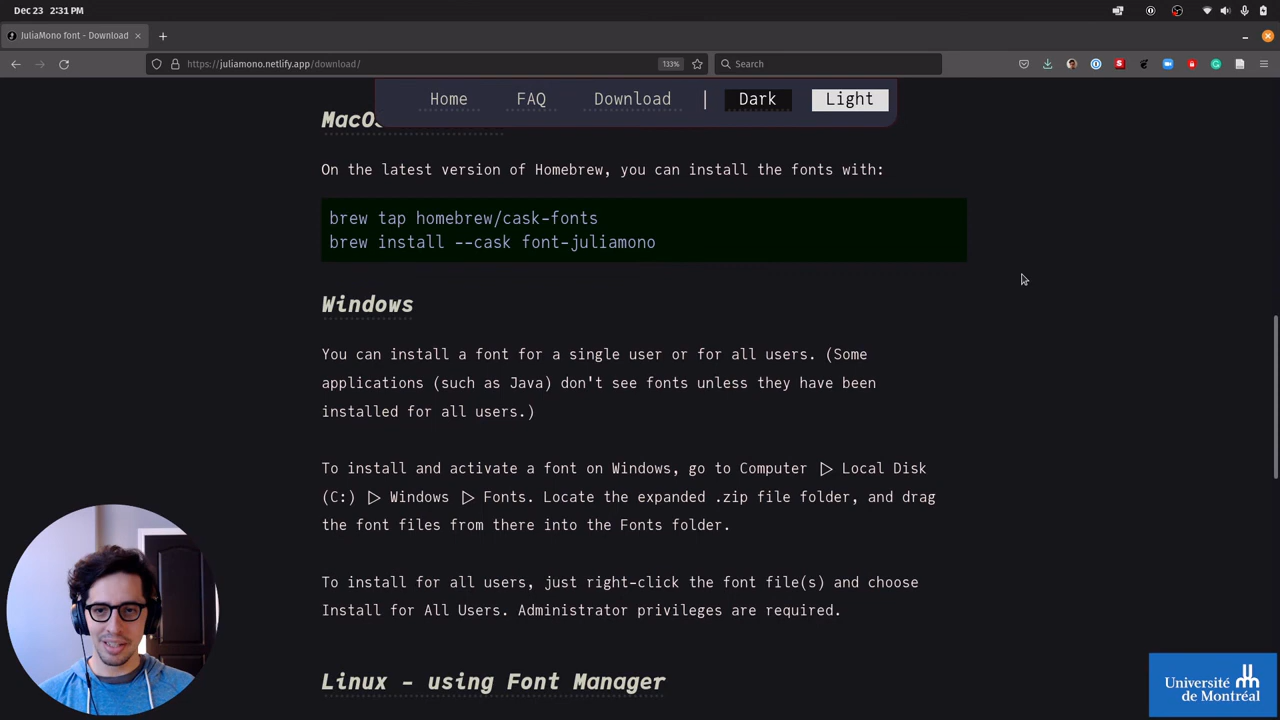 Dec 23 2:31 PM
JuliaMono font - Download
https://juliamono.netlify.app/download/
133%
Search
Home FAQ Download | Dark Light
MacOS
On the latest version of Homebrew, you can install the fonts with:
brew tap homebrew/cask-fonts
brew install --cask font-juliamono
Windows
You can install a font for a single user or for all users. (Some
applications (such as Java) don't see fonts unless they have been
installed for all users.)
To install and activate a font on Windows, go to Computer ▷ Local Disk
(C:) ▷ Windows ▷ Fonts. Locate the expanded .zip file folder, and drag
the font files from there into the Fonts folder.
To install for all users, just right-click the font file(s) and choose
Install for All Users. Administrator privileges are required.
Linux - using Font Manager
Université
de Montréal